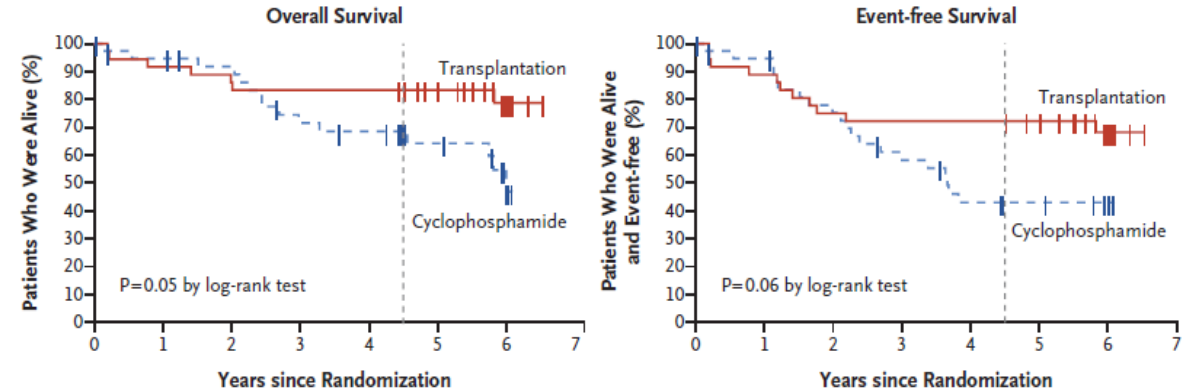 Overall Survival
Patients Who Were Alive (%)
100
90
80
70
60
50
40
30
20
10
0
Transplantation
Cyclophosphamide
P=0.05 by log-rank test
0 1 2 3 4 5 6 7
Years since Randomization
Event-free Survival
Patients Who Were Alive
and Event-free (%)
100
90
80
70
60
50
40
30
20
10
0
Transplantation
Cyclophosphamide
P=0.06 by log-rank test
0 1 2 3 4 5 6 7
Years since Randomization